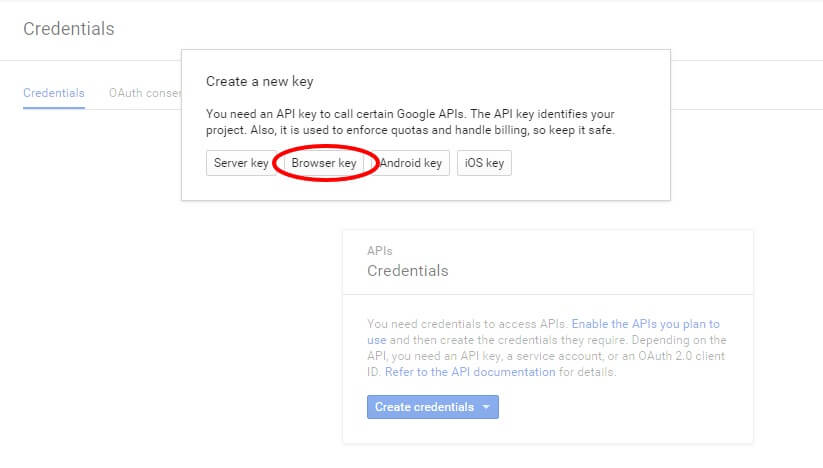 Credentials
Create a new key
Credentials
OAuth conser
You need an API key to call certain Google APIs. The API key identifies your
project. Also, it is used to enforce quotas and handle billing, so keep it safe.
Server key
Browser key
Android key
iOS key
APIs
Credentials
You need credentials to access APIs. Enable the APIs you plan to
use and then create the credentials they require. Depending on the
API, you need an API key, a service account, or an OAuth 2.0 client
ID. Refer to the API documentation for details.
Create credentials